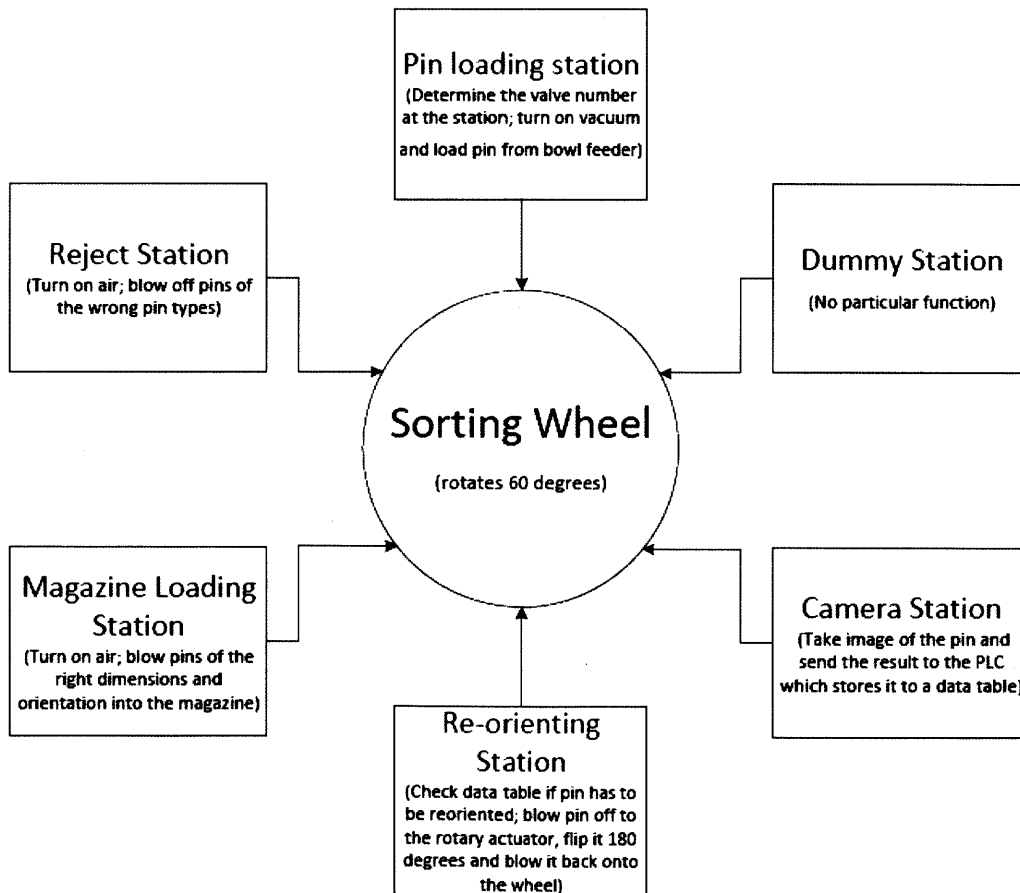 Pin loading station
(Determine the valve number
at the station; turn on vacuum
and load pin from bowl feeder)
Reject Station
(Turn on air; blow off pins of
the wrong pin types)
Dummy Station
(No particular function)
Sorting Wheel
(rotates 60 degrees)
Magazine Loading
Station
(Turn on air; blow pins of the
right dimensions and
orientation into the magazine)
Camera Station
(Take image of the pin and
send the result to the PLC
which stores it to a data table)
Re-orienting
Station
(Check data table if pin has to
be reoriented; blow pin off to
the rotary actuator, flip it 180
degrees and blow it back onto
the wheel)